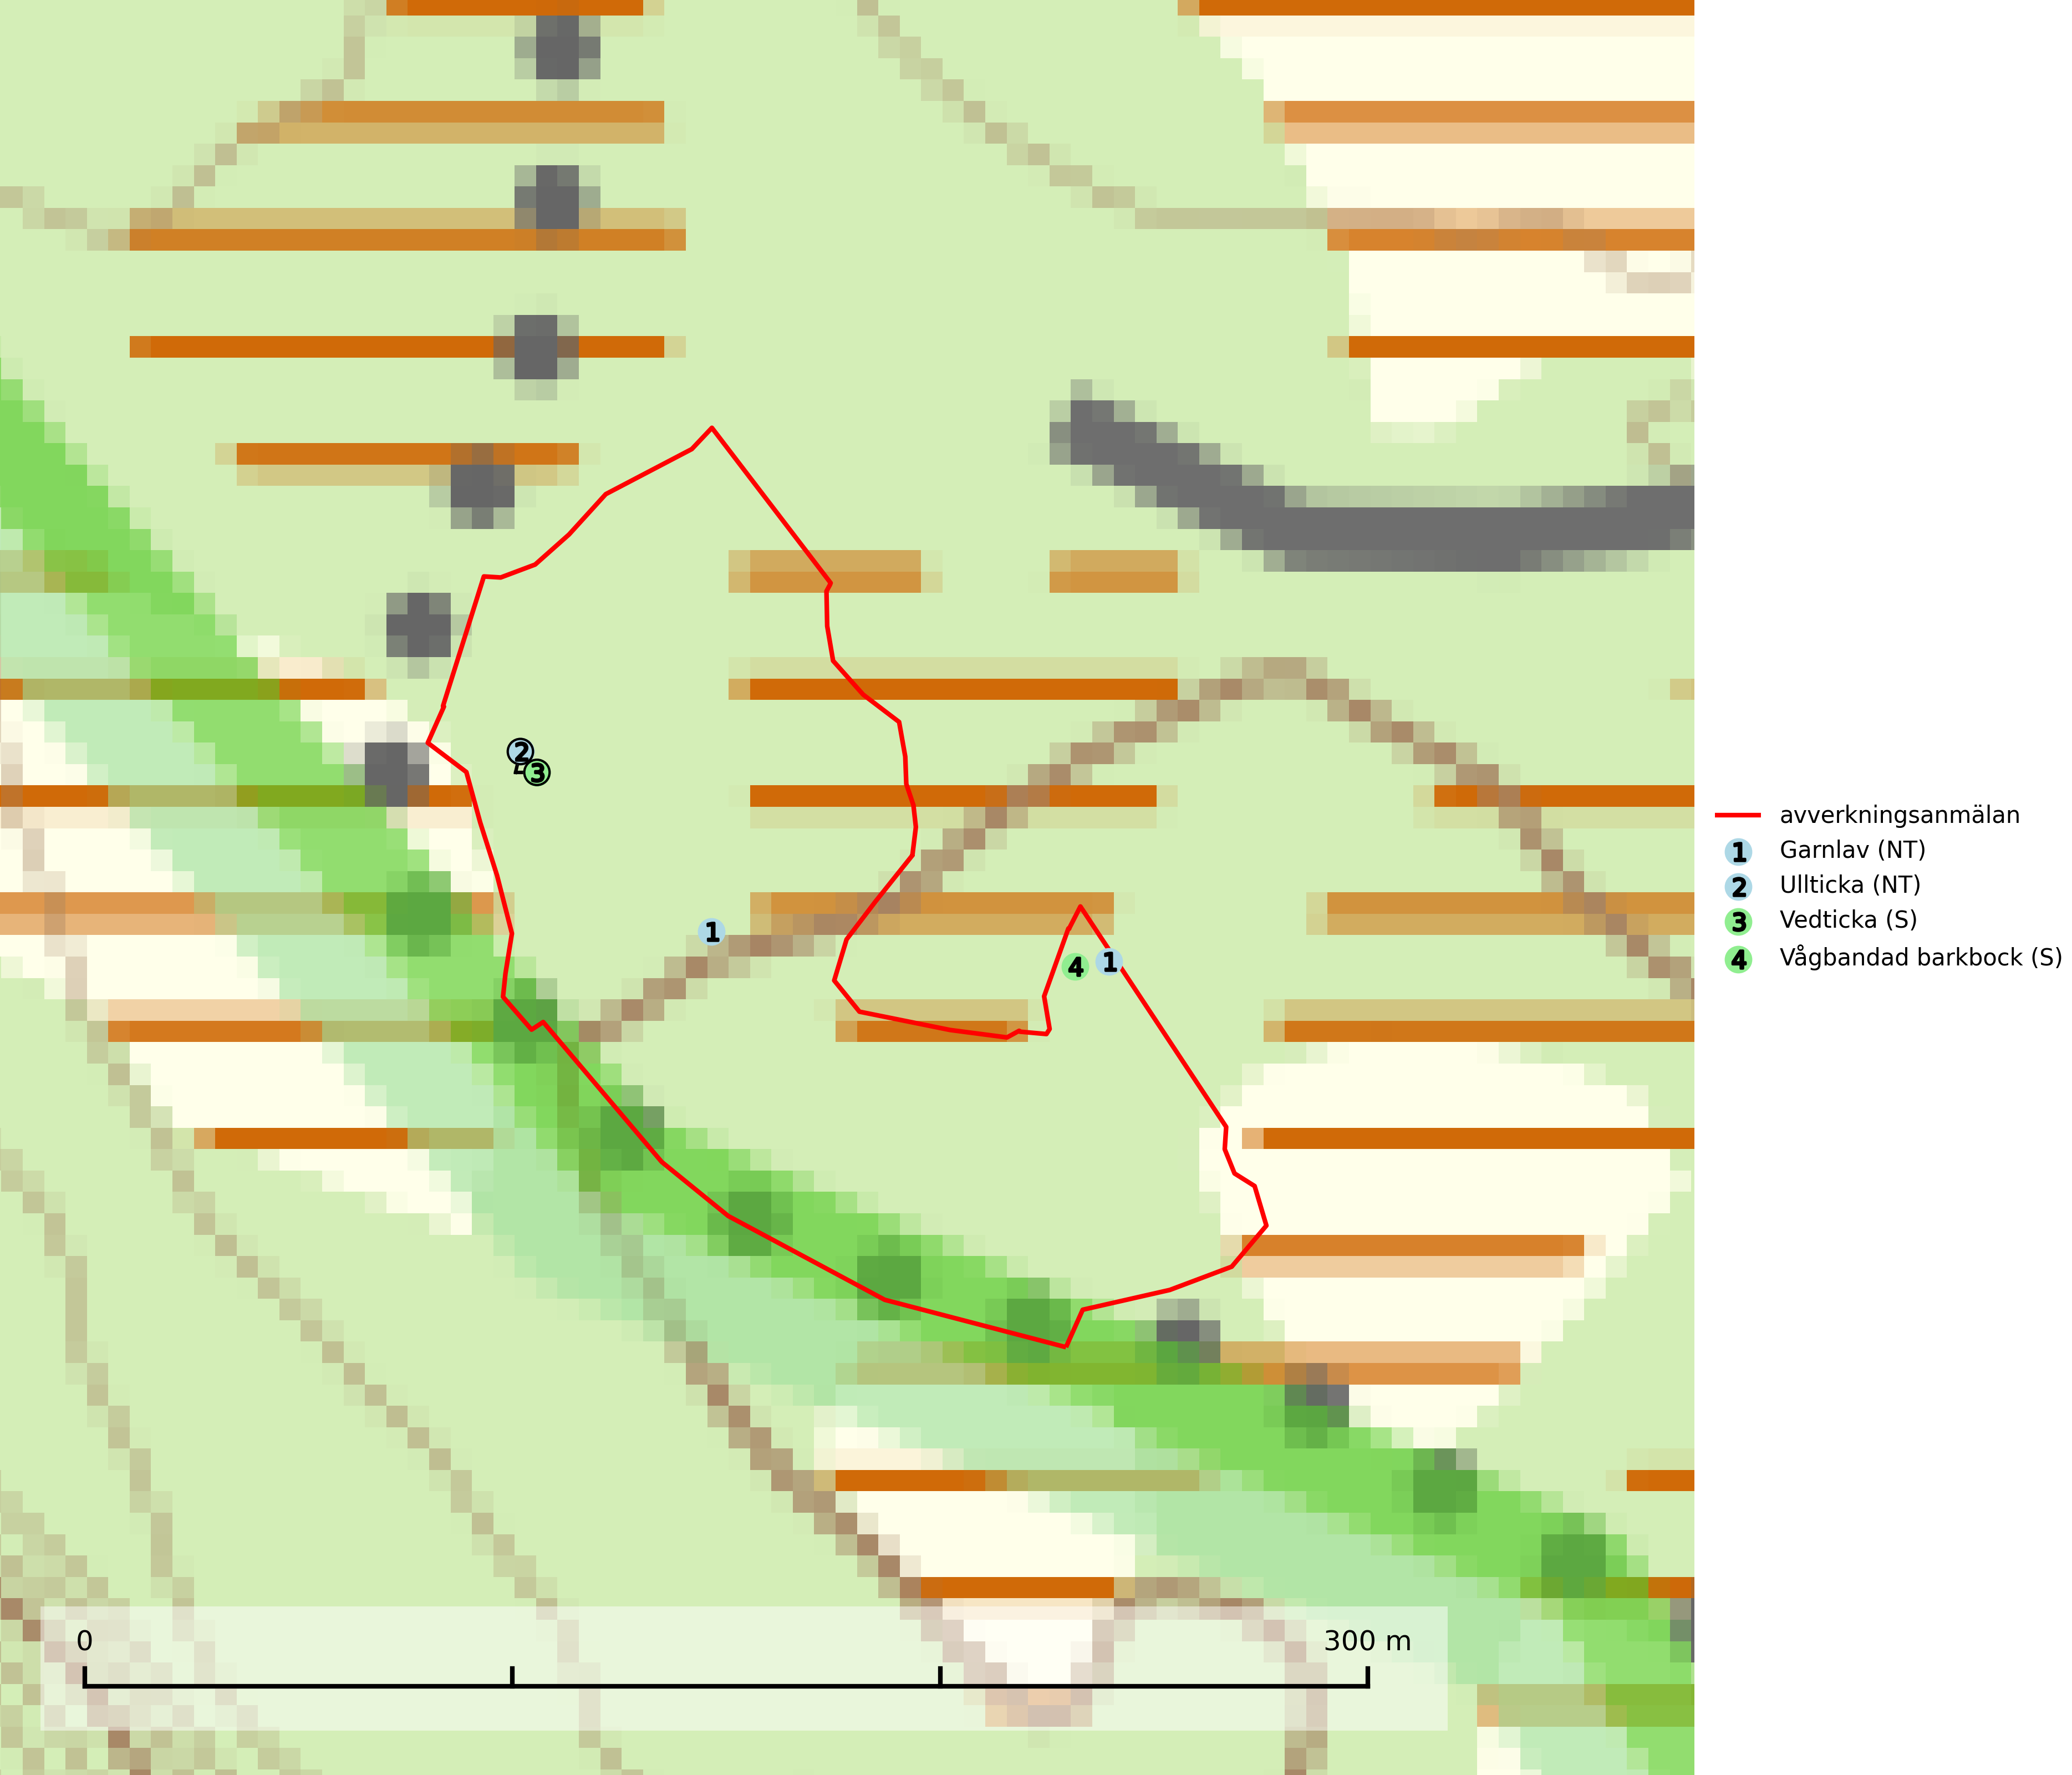 2
3
1
4 1
avverkningsanmälan
1 Garnlav (NT)
2 Ullticka (NT)
3 Vedticka (S)
4 Vågbandad barkbock (S)
0 300 m